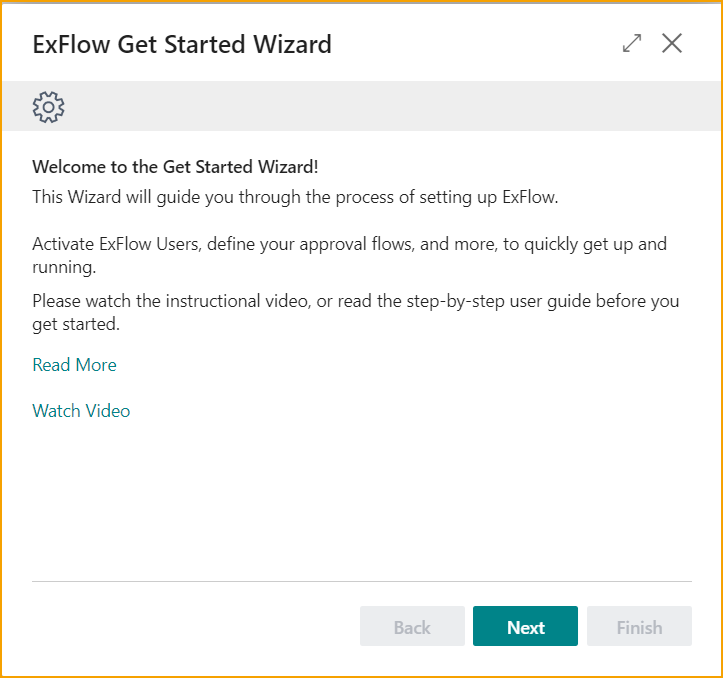 ExFlow Get Started Wizard
Welcome to the Get Started Wizard!
This Wizard will guide you through the process of setting up ExFlow.
Activate ExFlow Users, define your approval flows, and more, to quickly get up and
running.
Please watch the instructional video, or read the step-by-step user guide before you
get started.
Read More
Watch Video
Back
Next
Finish